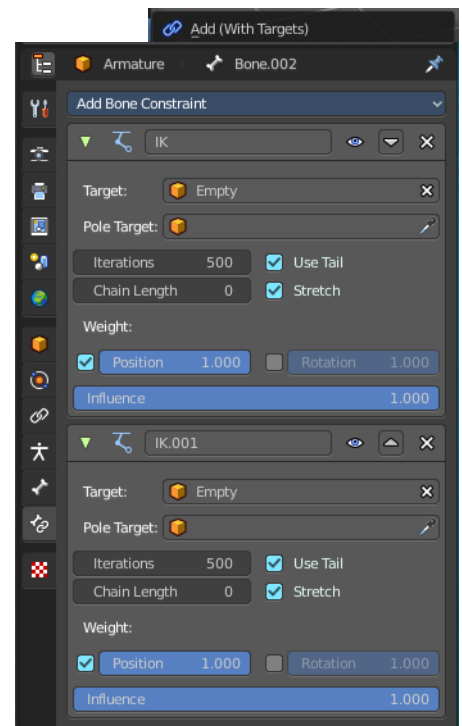 Add (With Targets)
Armature Bone.002
Add Bone Constraint
IK
Target: Empty
Pole Target:
Iterations 500 Use Tail
Chain Length 0 Stretch
Weight:
Position 1.000 Rotation 1.000
Influence 1.000
IK.001
Target: Empty
Pole Target:
Iterations 500 Use Tail
Chain Length 0 Stretch
Weight:
Position 1.000 Rotation 1.000
Influence 1.000